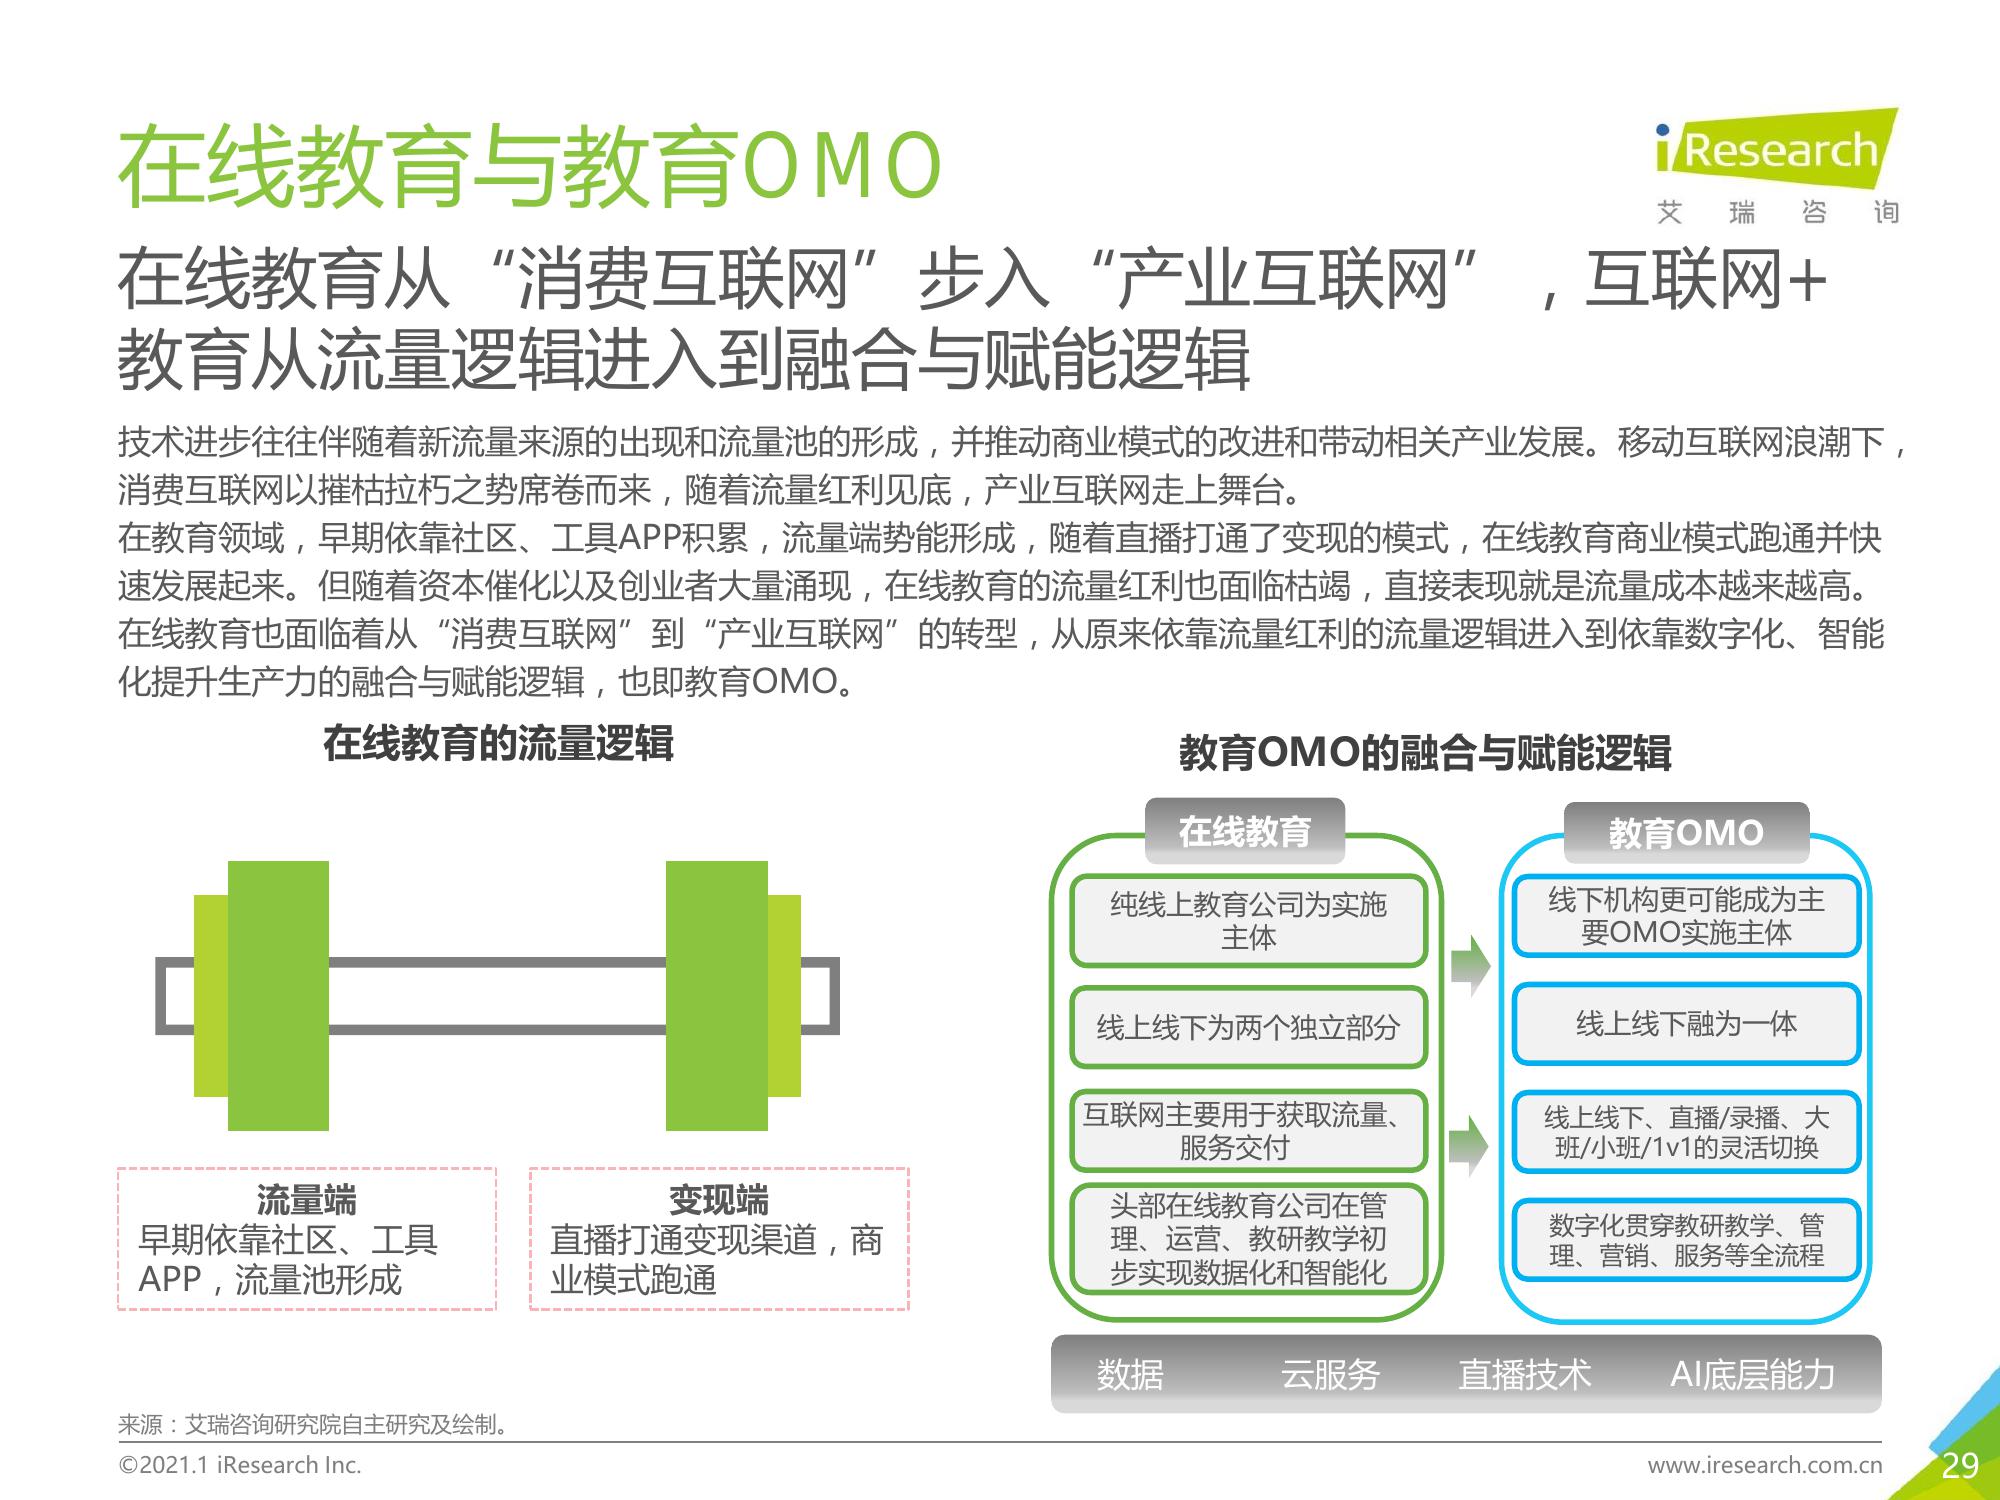 在线教育与教育OMO
iResearch
艾瑞咨询
在线教育从“消费互联网”步入“产业互联网”，互联网+
教育从流量逻辑进入到融合与赋能逻辑
技术进步往往伴随着新流量来源的出现和流量池的形成，并推动商业模式的改进和带动相关产业发展。移动互联网浪潮下，
消费互联网以摧枯拉朽之势席卷而来，随着流量红利见底，产业互联网走上舞台。
在教育领域，早期依靠社区、工具APP积累，流量端势能形成，随着直播打通了变现的模式，在线教育商业模式跑通并快
速发展起来。但随着资本催化以及创业者大量涌现，在线教育的流量红利也面临枯竭，直接表现就是流量成本越来越高。
在线教育也面临着从“消费互联网”到“产业互联网”的转型，从原来依靠流量红利的流量逻辑进入到依靠数字化、智能
化提升生产力的融合与赋能逻辑，也即教育OMO。
在线教育的流量逻辑
流量端
早期依靠社区、工具
APP，流量池形成
变现端
直播打通变现渠道，商
业模式跑通
教育OMO的融合与赋能逻辑
在线教育
纯线上教育公司为实施
主体
线上线下为两个独立部分
互联网主要用于获取流量、
服务交付
头部在线教育公司在管
理、运营、教研教学初
步实现数据化和智能化
教育OMO
线下机构更可能成为主
要OMO实施主体
线上线下融为一体
线上线下、直播/录播、大
班/小班/1v1的灵活切换
数字化贯穿教研教学、管
理、营销、服务等全流程
数据 云服务 直播技术 AI底层能力
来源：艾瑞咨询研究院自主研究及绘制。
©2021.1 iResearch Inc.
www.iresearch.com.cn
29